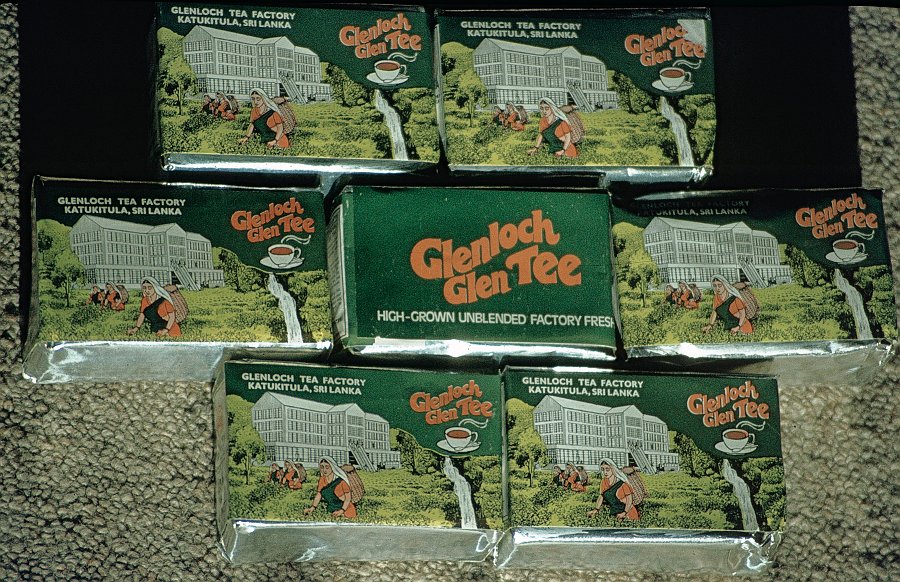 GLENLOCH TEA FACTORY
KATUKITULA, SRI LANKA
Glenloch
Glen Tee
GLENLOCH TEA FACTORY
KATUKITULA, SRI LANKA
Glenloch
Glen Tee
GLENLOCH TEA FACTORY
KATUKITULA, SRI LANKA
Glenloch
Glen Tee
Glenloch
Glen Tee
HIGH-GROWN UNBLENDED FACTORY FRESH
GLENLOCH TEA FACTORY
KATUKITULA, SRI LANKA
Glenloch
Glen Tee
GLENLOCH TEA FACTORY
KATUKITULA, SRI LANKA
Glenloch
Glen Tee
GLENLOCH TEA FACTORY
KATUKITULA, SRI LANKA
Glenloch
Glen Tee